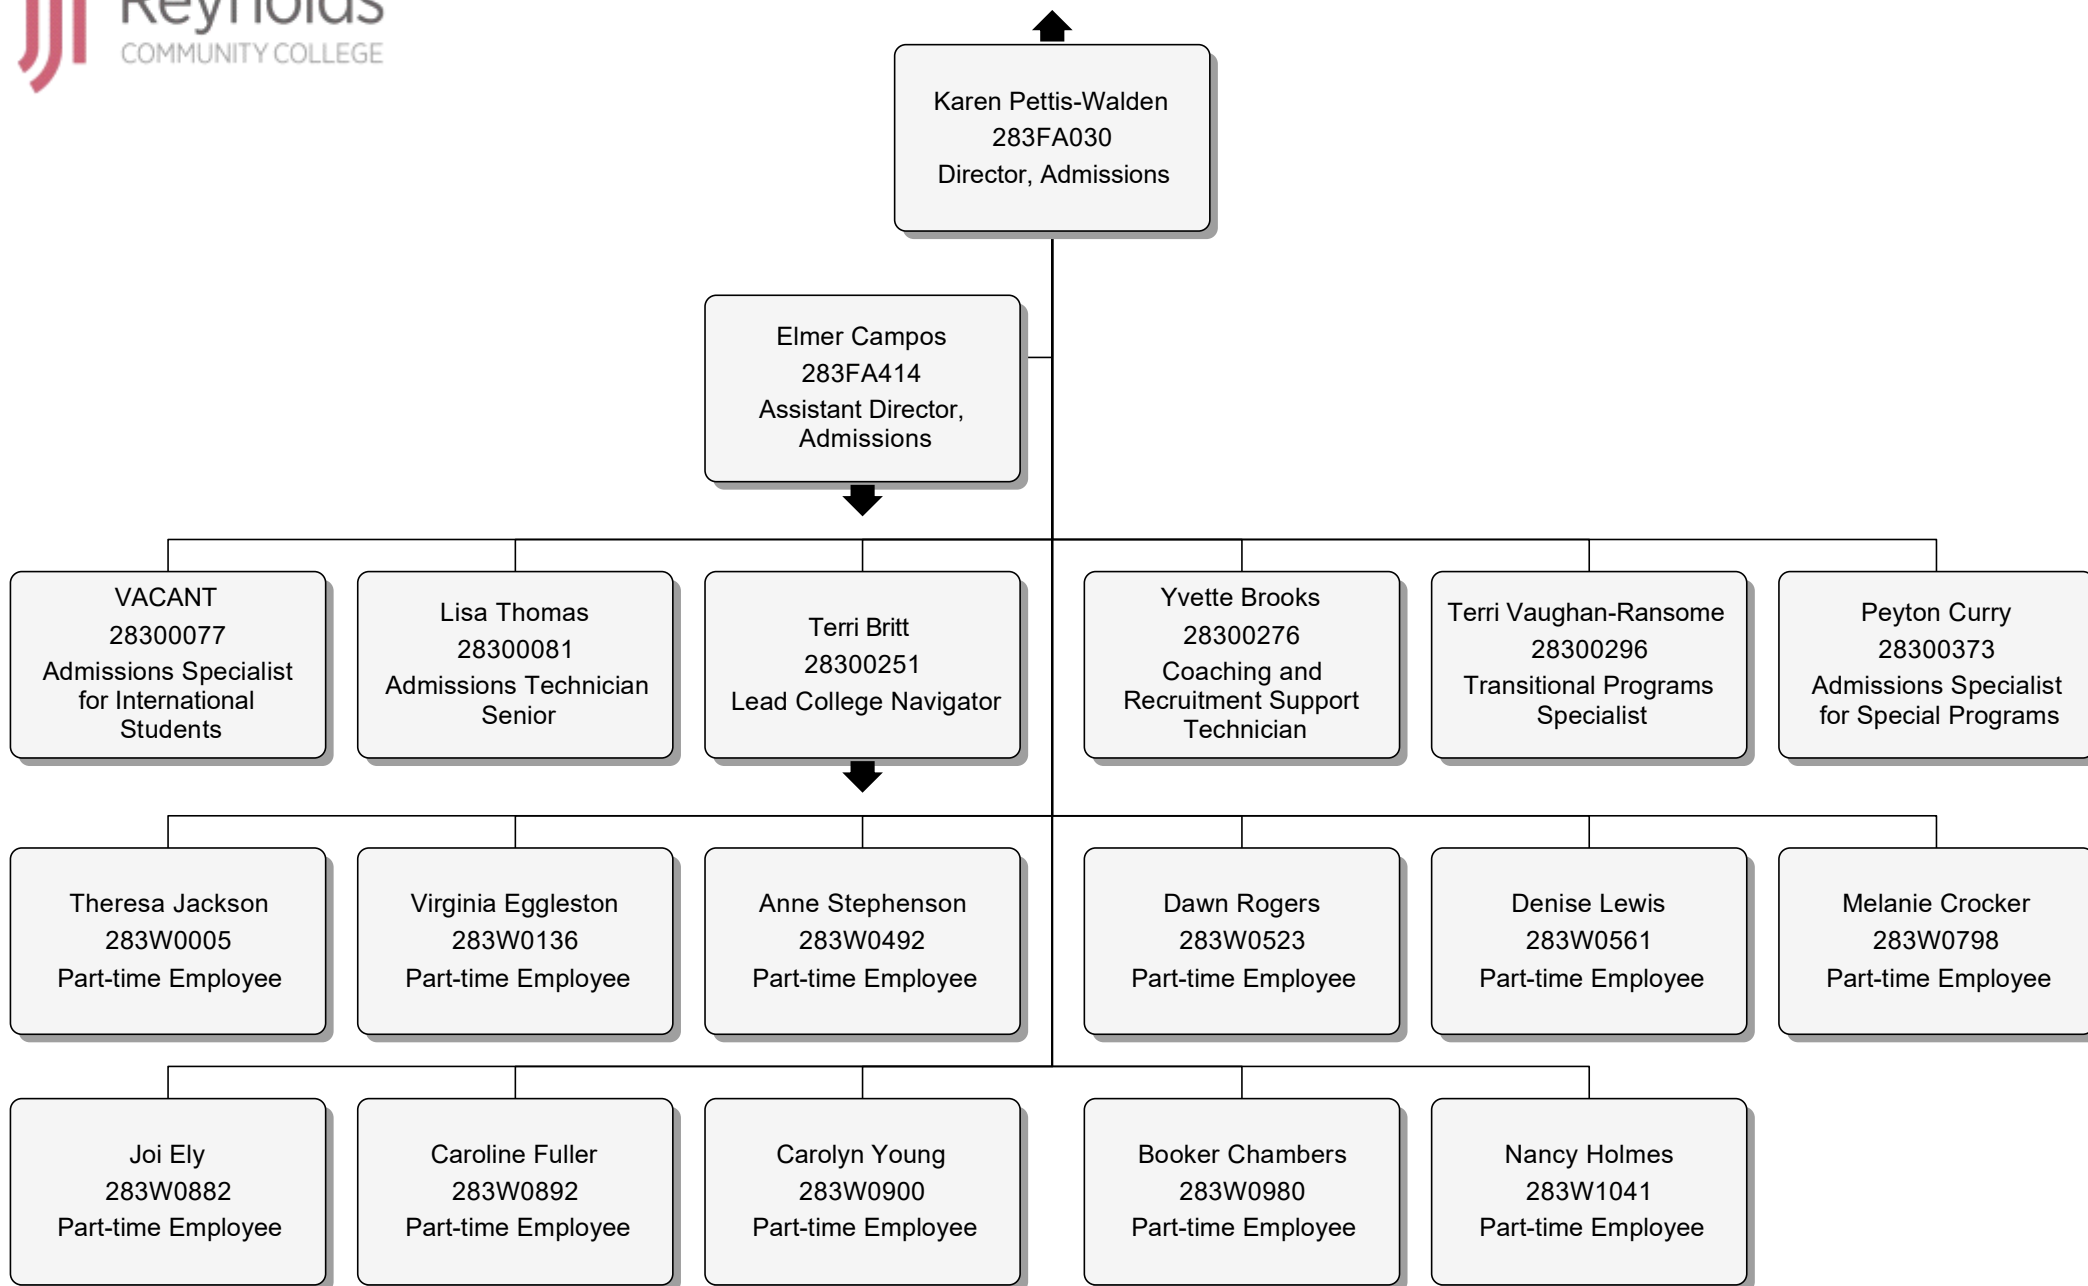 Reynolds
COMMUNITY COLLEGE
Karen Pettis-Walden
283FA030
Director, Admissions
Elmer Campos
283FA414
Assistant Director,
Admissions
VACANT
28300077
Admissions Specialist
for International
Students
Lisa Thomas
28300081
Admissions Technician
Senior
Terri Britt
28300251
Lead College Navigator
Yvette Brooks
28300276
Coaching and
Recruitment Support
Technician
Terri Vaughan-Ransome
28300296
Transitional Programs
Specialist
Peyton Curry
28300373
Admissions Specialist
for Special Programs
Theresa Jackson
283W0005
Part-time Employee
Virginia Eggleston
283W0136
Part-time Employee
Anne Stephenson
283W0492
Part-time Employee
Dawn Rogers
283W0523
Part-time Employee
Denise Lewis
283W0561
Part-time Employee
Melanie Crocker
283W0798
Part-time Employee
Joi Ely
283W0882
Part-time Employee
Caroline Fuller
283W0892
Part-time Employee
Carolyn Young
283W0900
Part-time Employee
Booker Chambers
283W0980
Part-time Employee
Nancy Holmes
283W1041
Part-time Employee